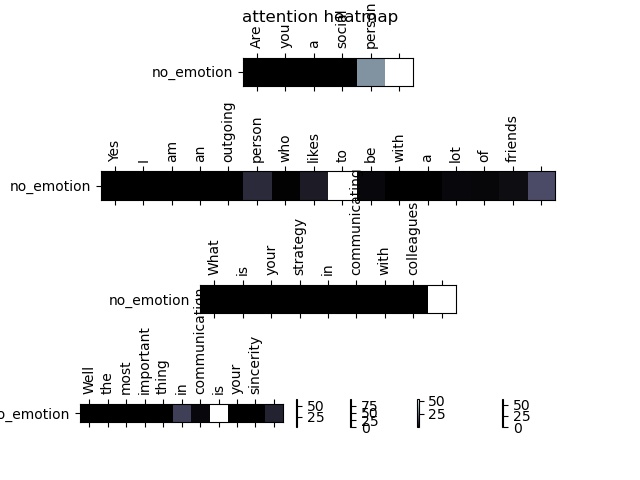 attention heatmap
Are you a social person
no_emotion
Yes I am an outgoing person who likes to be with a lot of friends
no_emotion
What is your strategy in communicating with colleagues
no_emotion
Well the most important thing in communication is your sincerity
no_emotion
50 25
75 50 25 0
50 25
50 25 0